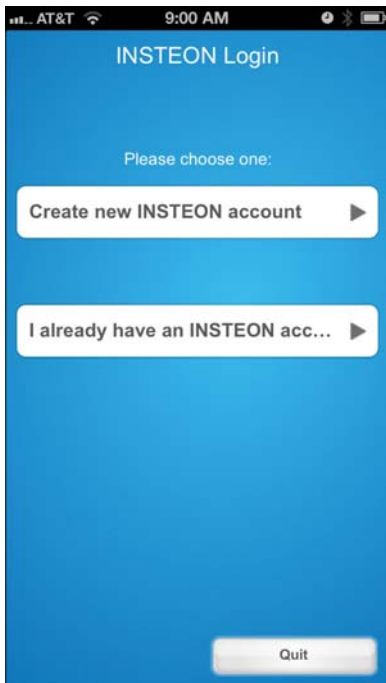 AT&T 9:00 AM
INSTEON Login
Please choose one:
Create new INSTEON account
I already have an INSTEON acc...
Quit